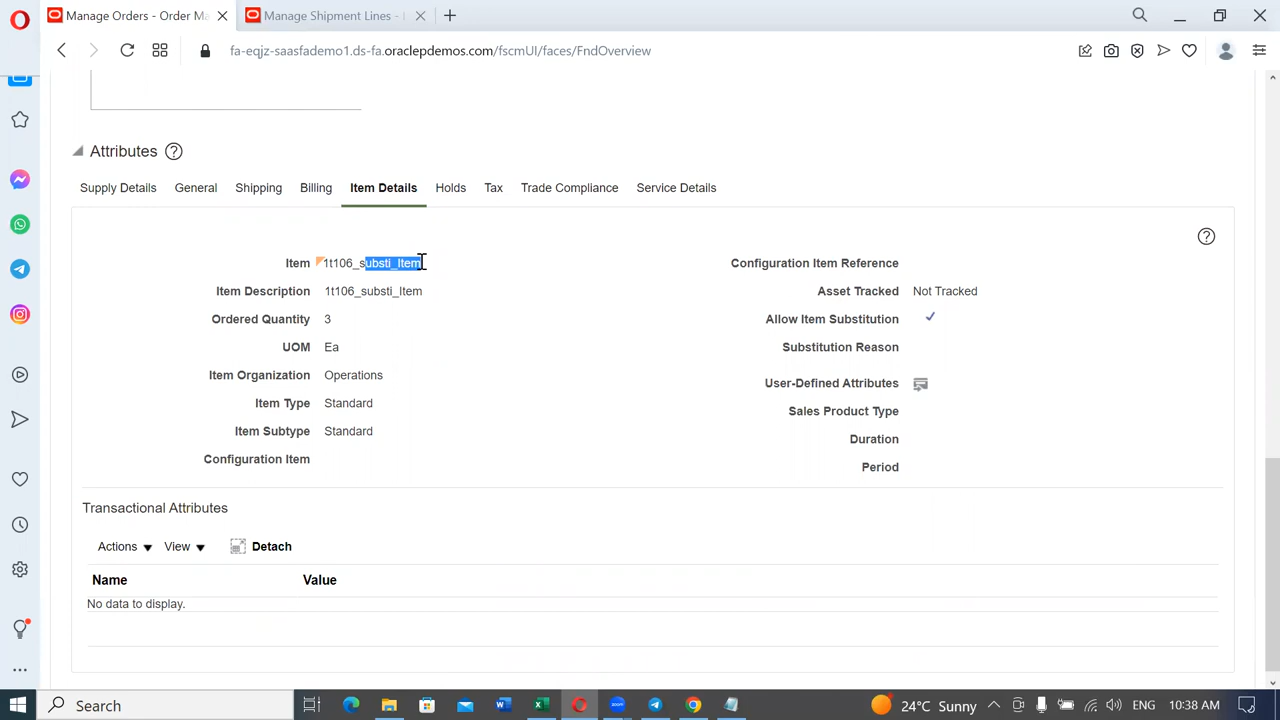 Manage Orders - Order Ma
Manage Shipment Lines -
fa-eqjz-saasfademo1.ds-fa.oraclepdemos.com/fscmUI/faces/FndOverview
Attributes
Supply Details General Shipping Billing Item Details Holds Tax Trade Compliance Service Details
Item 1t106_substi_Item
Item Description 1t106_substi_Item
Ordered Quantity 3
UOM Ea
Item Organization Operations
Item Type Standard
Item Subtype Standard
Configuration Item
Configuration Item Reference
Asset Tracked Not Tracked
Allow Item Substitution
Substitution Reason
User-Defined Attributes
Sales Product Type
Duration
Period
Transactional Attributes
Actions View Detach
Name Value
No data to display.
Search
24°C Sunny ENG 10:38 AM